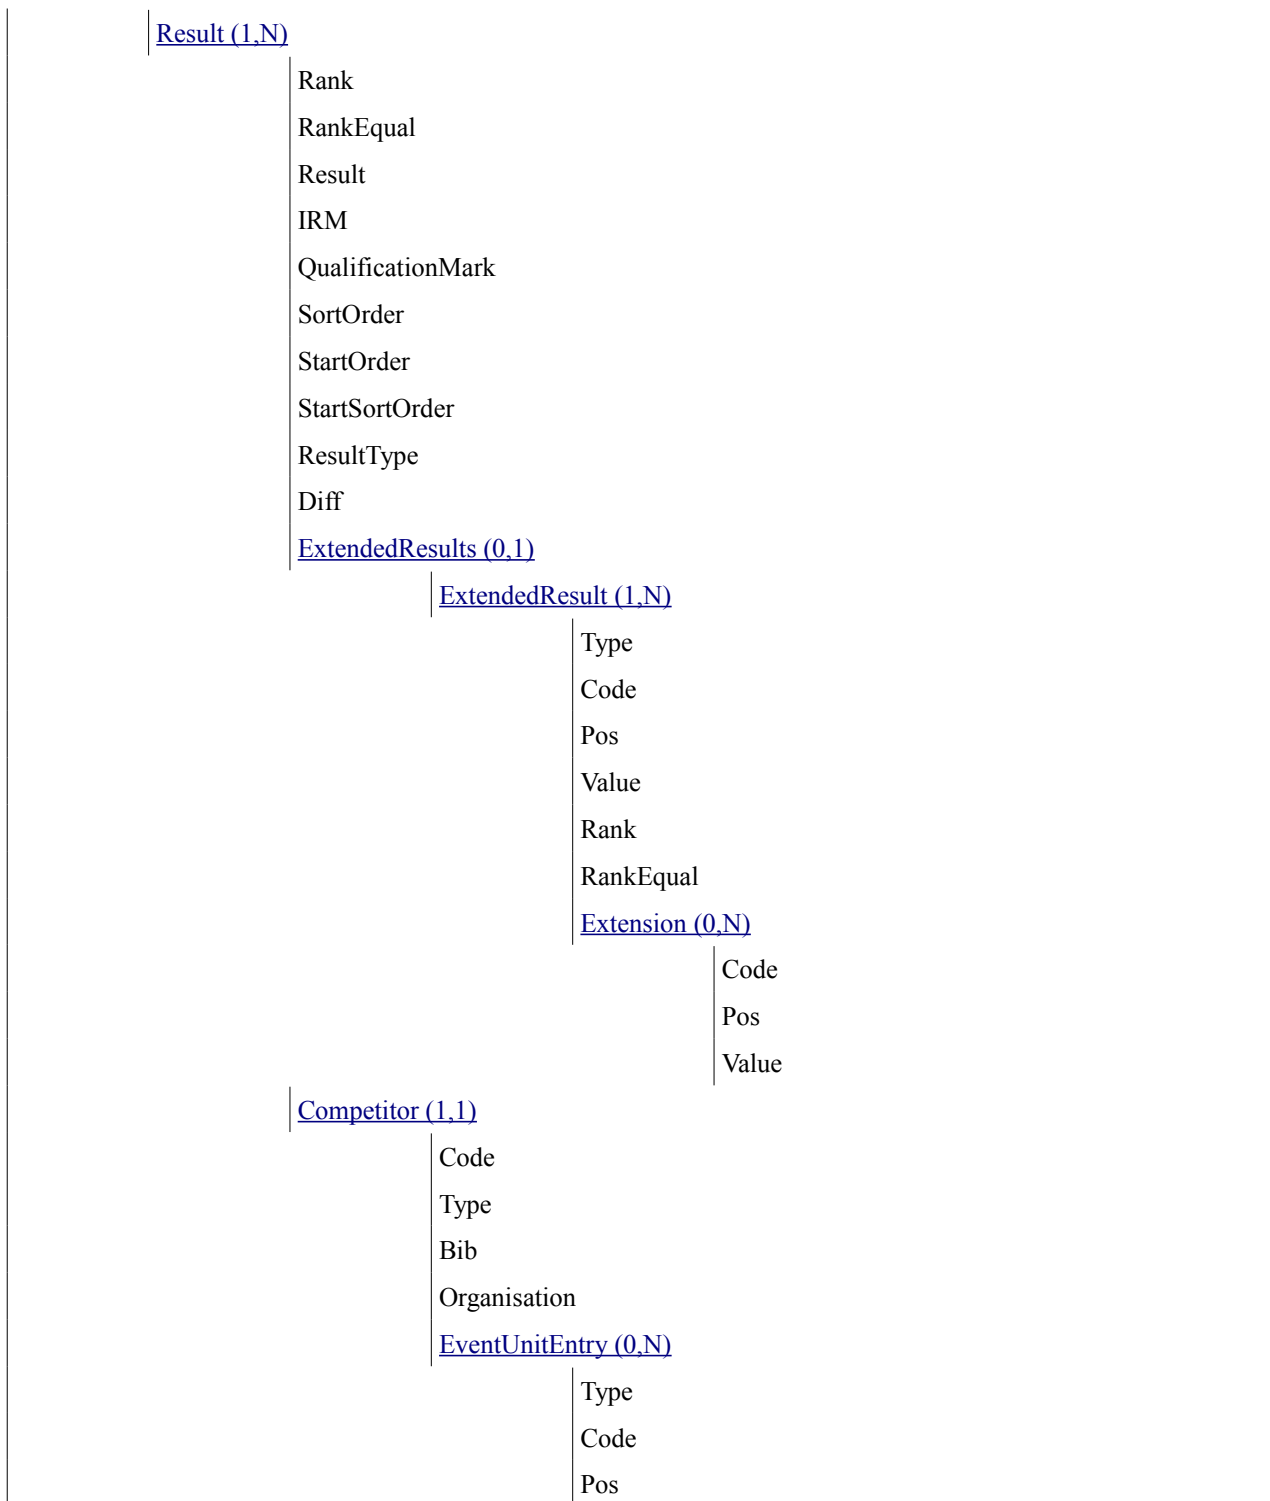 Result (1,N)
Rank
RankEqual
Result
IRM
QualificationMark
SortOrder
StartOrder
StartSortOrder
ResultType
Diff
ExtendedResults (0,1)
ExtendedResult (1,N)
Type
Code
Pos
Value
Rank
RankEqual
Extension (0,N)
Code
Pos
Value
Competitor (1,1)
Code
Type
Bib
Organisation
EventUnitEntry (0,N)
Type
Code
Pos